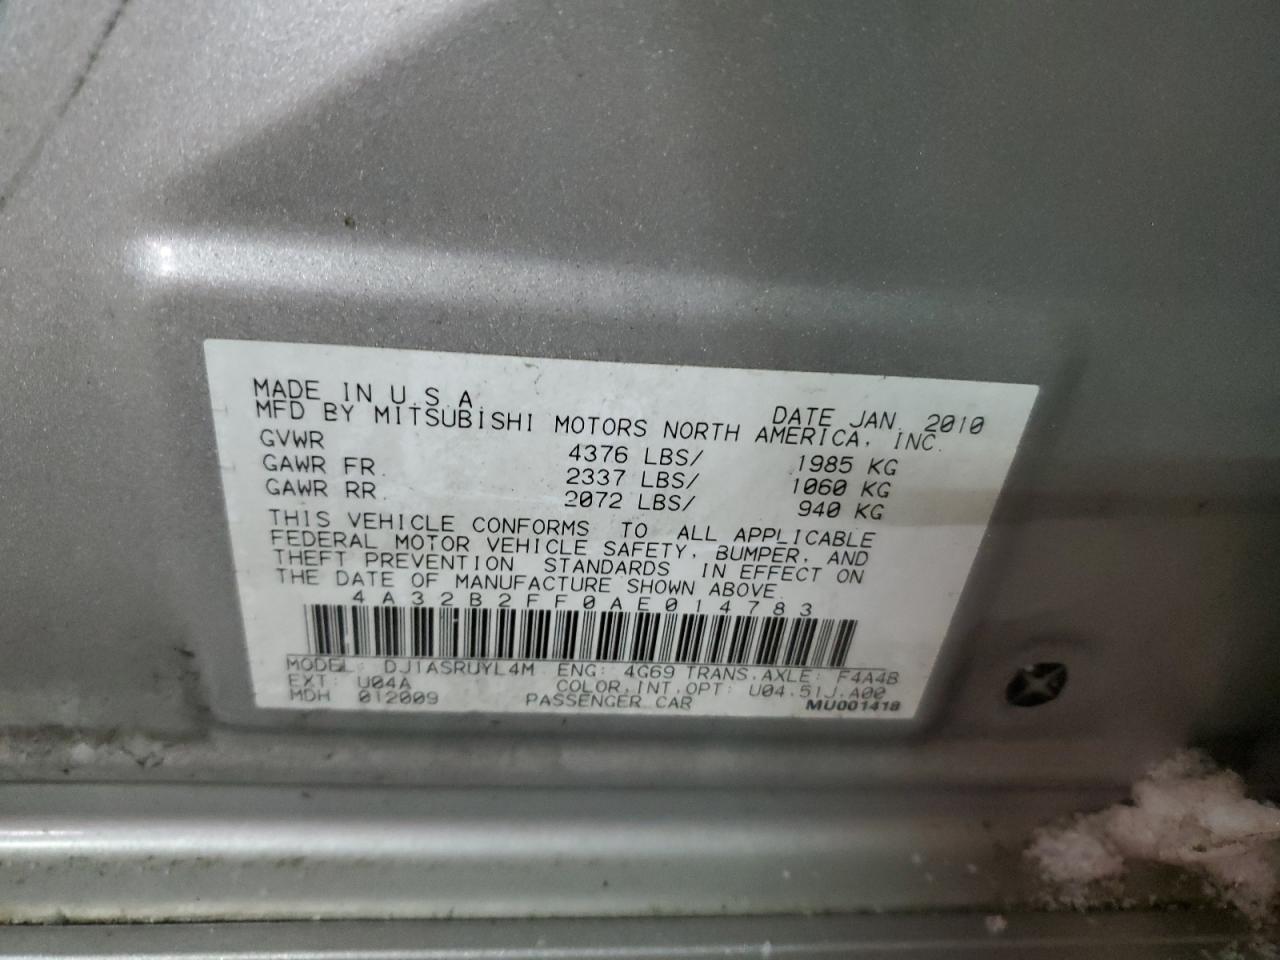 MADE IN U.S.A. DATE JAN. 2010
MFD BY MITSUBISHI MOTORS NORTH AMERICA, INC.
GVWR 4376 LBS/ 1985 KG
GAWR FR. 2337 LBS/ 1060 KG
GAWR RR. 2072 LBS/ 940 KG
THIS VEHICLE CONFORMS TO ALL APPLICABLE
FEDERAL MOTOR VEHICLE SAFETY, BUMPER, AND
THEFT PREVENTION STANDARDS IN EFFECT ON
THE DATE OF MANUFACTURE SHOWN ABOVE.
4A32B2FF0AE014783
MODEL: DJ1ASRUYL4M ENG: 4G69 TRANS.AXLE: F4A4B
EXT: U04A COLOR,INT,OPT: U04.51J.A00
MDH 012009 PASSENGER CAR MU001418